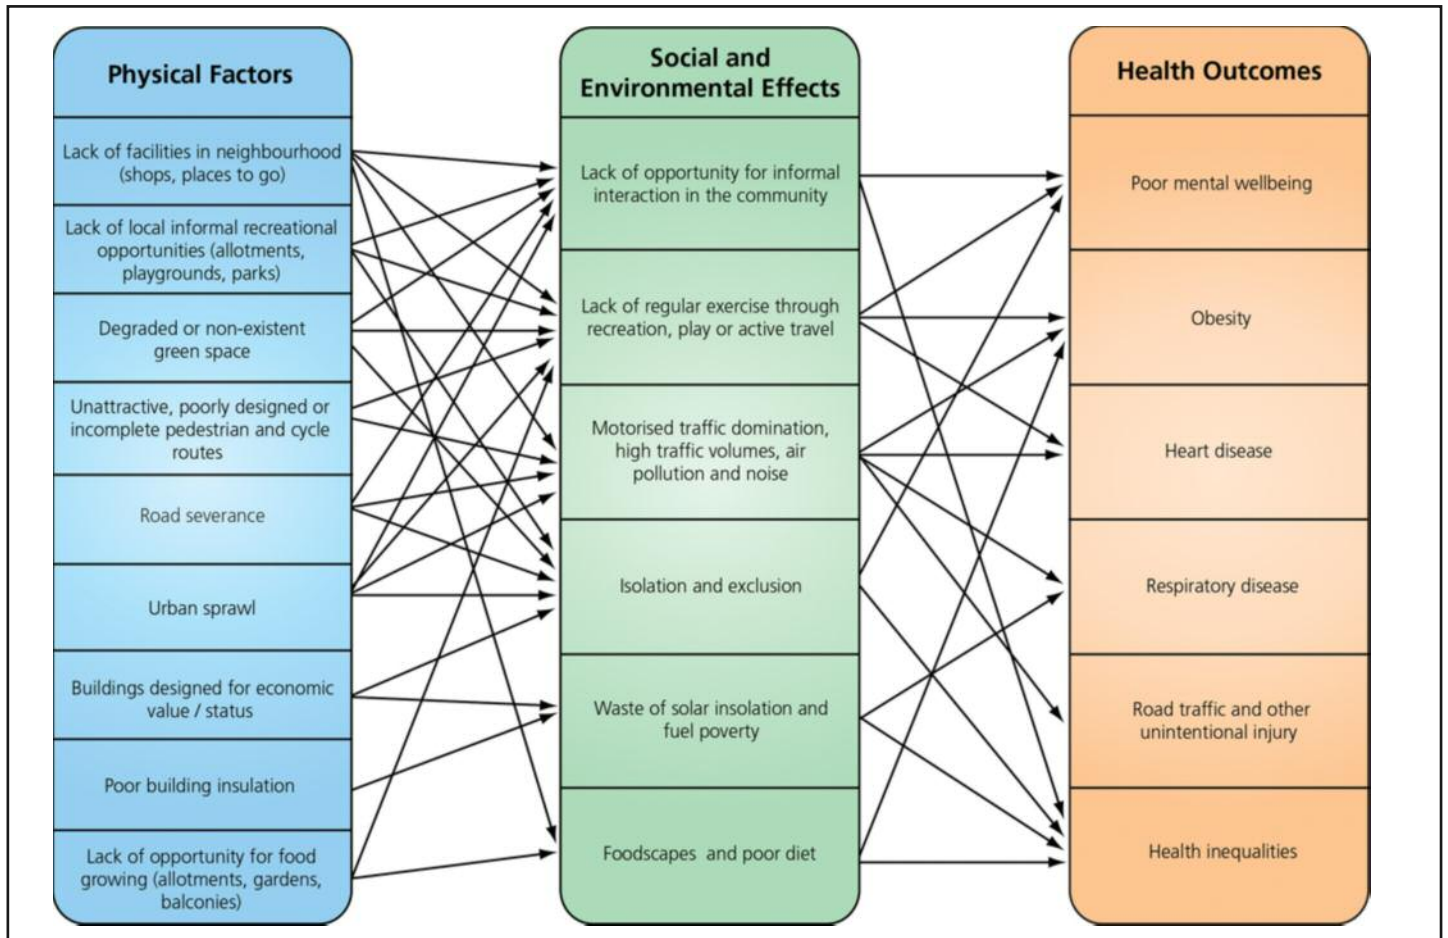 Physical Factors
Lack of facilities in neighbourhood
(shops, places to go)
Lack of local informal recreational
opportunities (allotments,
playgrounds, parks)
Degraded or non-existent
green space
Unattractive, poorly designed or
incomplete pedestrian and cycle
routes
Road severance
Urban sprawl
Buildings designed for economic
value / status
Poor building insulation
Lack of opportunity for food
growing (allotments, gardens,
balconies)
Social and
Environmental Effects
Lack of opportunity for informal
interaction in the community
Lack of regular exercise through
recreation, play or active travel
Motorised traffic domination,
high traffic volumes, air
pollution and noise
Isolation and exclusion
Waste of solar insolation and
fuel poverty
Foodscapes and poor diet
Health Outcomes
Poor mental wellbeing
Obesity
Heart disease
Respiratory disease
Road traffic and other
unintentional injury
Health inequalities